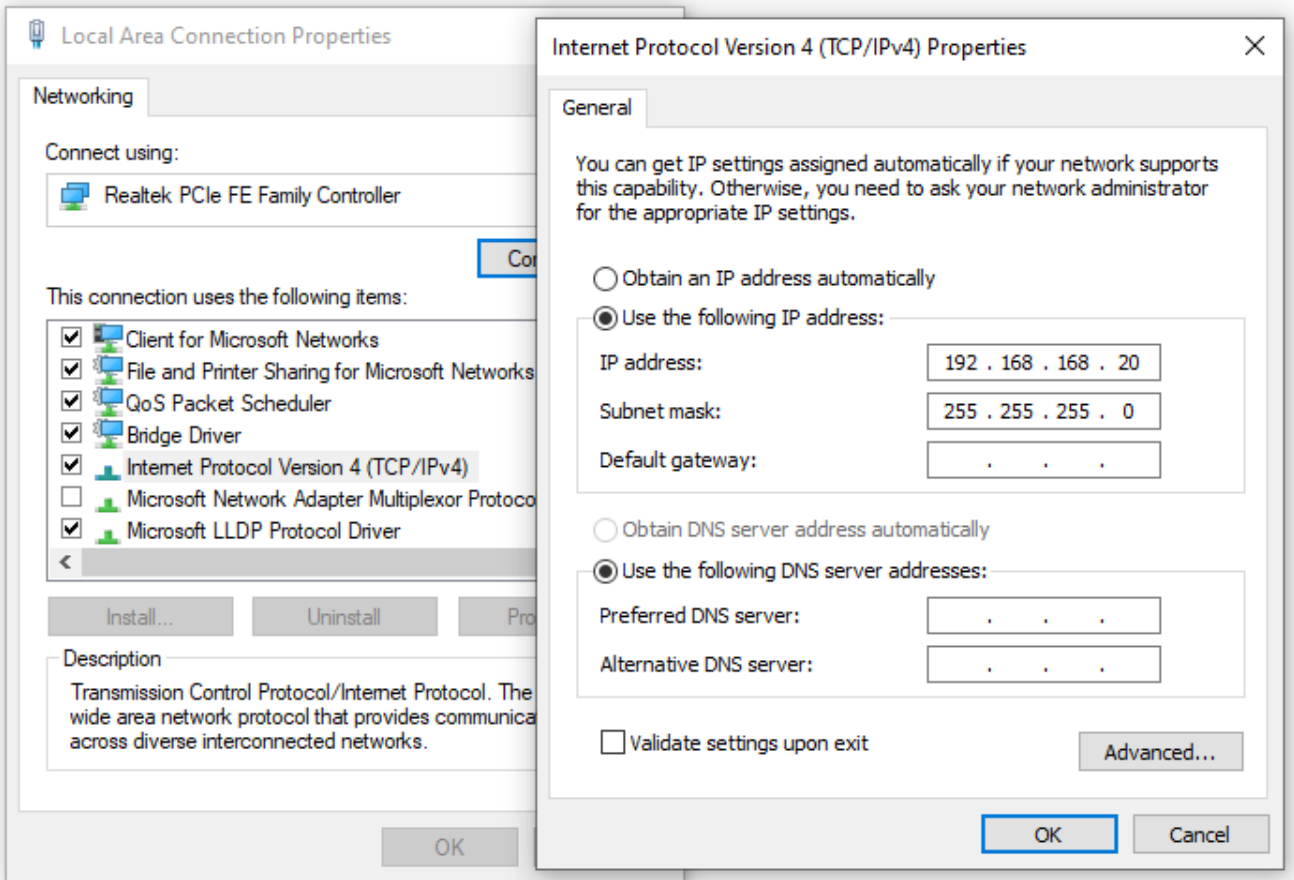 Local Area Connection Properties
Networking
Connect using:
Realtek PCIe FE Family Controller
This connection uses the following items:
Client for Microsoft Networks
File and Printer Sharing for Microsoft Networks
QoS Packet Scheduler
Bridge Driver
Internet Protocol Version 4 (TCP/IPv4)
Microsoft Network Adapter Multiplexor
Microsoft LLDP Protocol Driver
Install...
Uninstall
Description
Transmission Control Protocol/Internet Protocol. The
wide area network protocol that provides
across diverse interconnected networks.
OK
Internet Protocol Version 4 (TCP/IPv4) Properties
General
You can get IP settings assigned automatically if your network supports
this capability. Otherwise, you need to ask your network administrator
for the appropriate IP settings.
Obtain an IP address automatically
Use the following IP address:
IP address:
192 . 168 . 168 . 20
Subnet mask:
255 . 255 . 255 . 0
Default gateway:
. . .
Obtain DNS server address automatically
Use the following DNS server addresses:
Preferred DNS server:
. . .
Alternative DNS server:
. . .
Validate settings upon exit
Advanced...
OK
Cancel